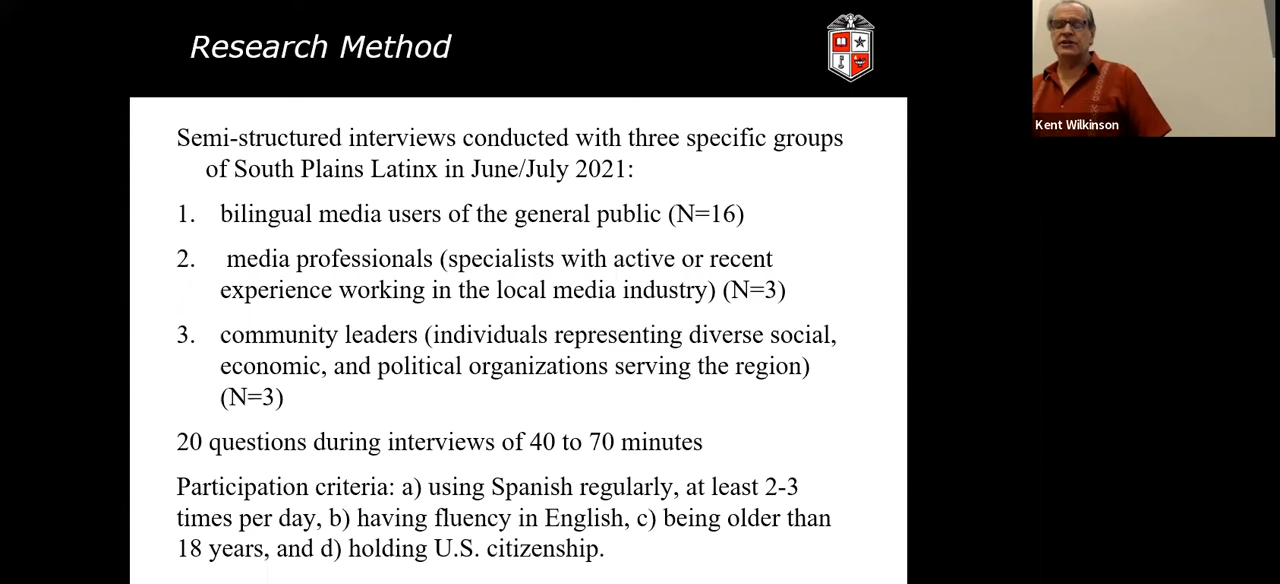 Research Method
Kent Wilkinson
Semi-structured interviews conducted with three specific groups
of South Plains Latinx in June/July 2021:
1. bilingual media users of the general public (N=16)
2. media professionals (specialists with active or recent
experience working in the local media industry) (N=3)
3. community leaders (individuals representing diverse social,
economic, and political organizations serving the region)
(N=3)
20 questions during interviews of 40 to 70 minutes
Participation criteria: a) using Spanish regularly, at least 2-3
times per day, b) having fluency in English, c) being older than
18 years, and d) holding U.S. citizenship.